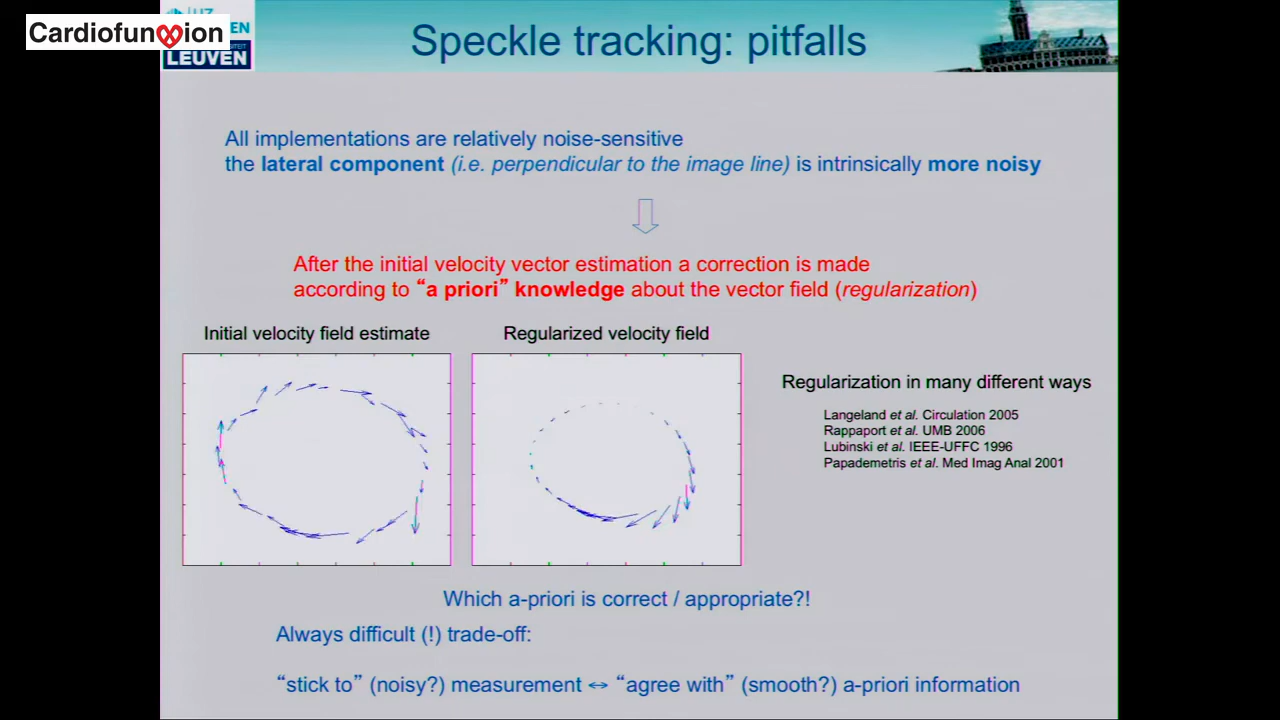 Cardiofunxion
UZ
LEUVEN
Speckle tracking: pitfalls
All implementations are relatively noise-sensitive
the lateral component (i.e. perpendicular to the image line) is intrinsically more noisy
After the initial velocity vector estimation a correction is made
according to “a priori” knowledge about the vector field (regularization)
Initial velocity field estimate
Regularized velocity field
Regularization in many different ways
Langeland et al. Circulation 2005
Rappaport et al. UMB 2006
Lubinski et al. IEEE-UFFC 1996
Papademetris et al. Med Imag Anal 2001
Which a-priori is correct / appropriate?!
Always difficult (!) trade-off:
“stick to” (noisy?) measurement ↔ “agree with” (smooth?) a-priori information